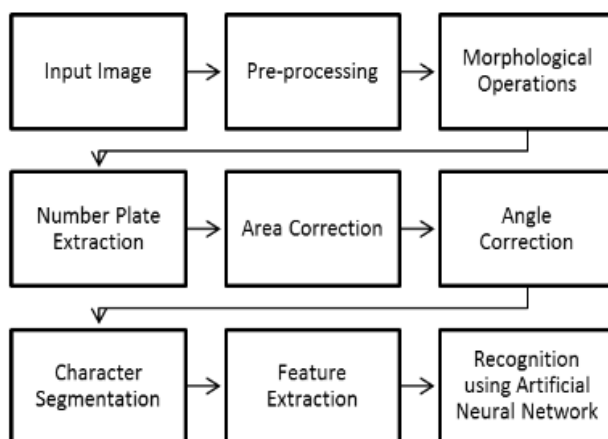 Input Image
Pre-processing
Morphological
Operations
Number Plate
Extraction
Area Correction
Angle
Correction
Character
Segmentation
Feature
Extraction
Recognition
using Artificial
Neural Network